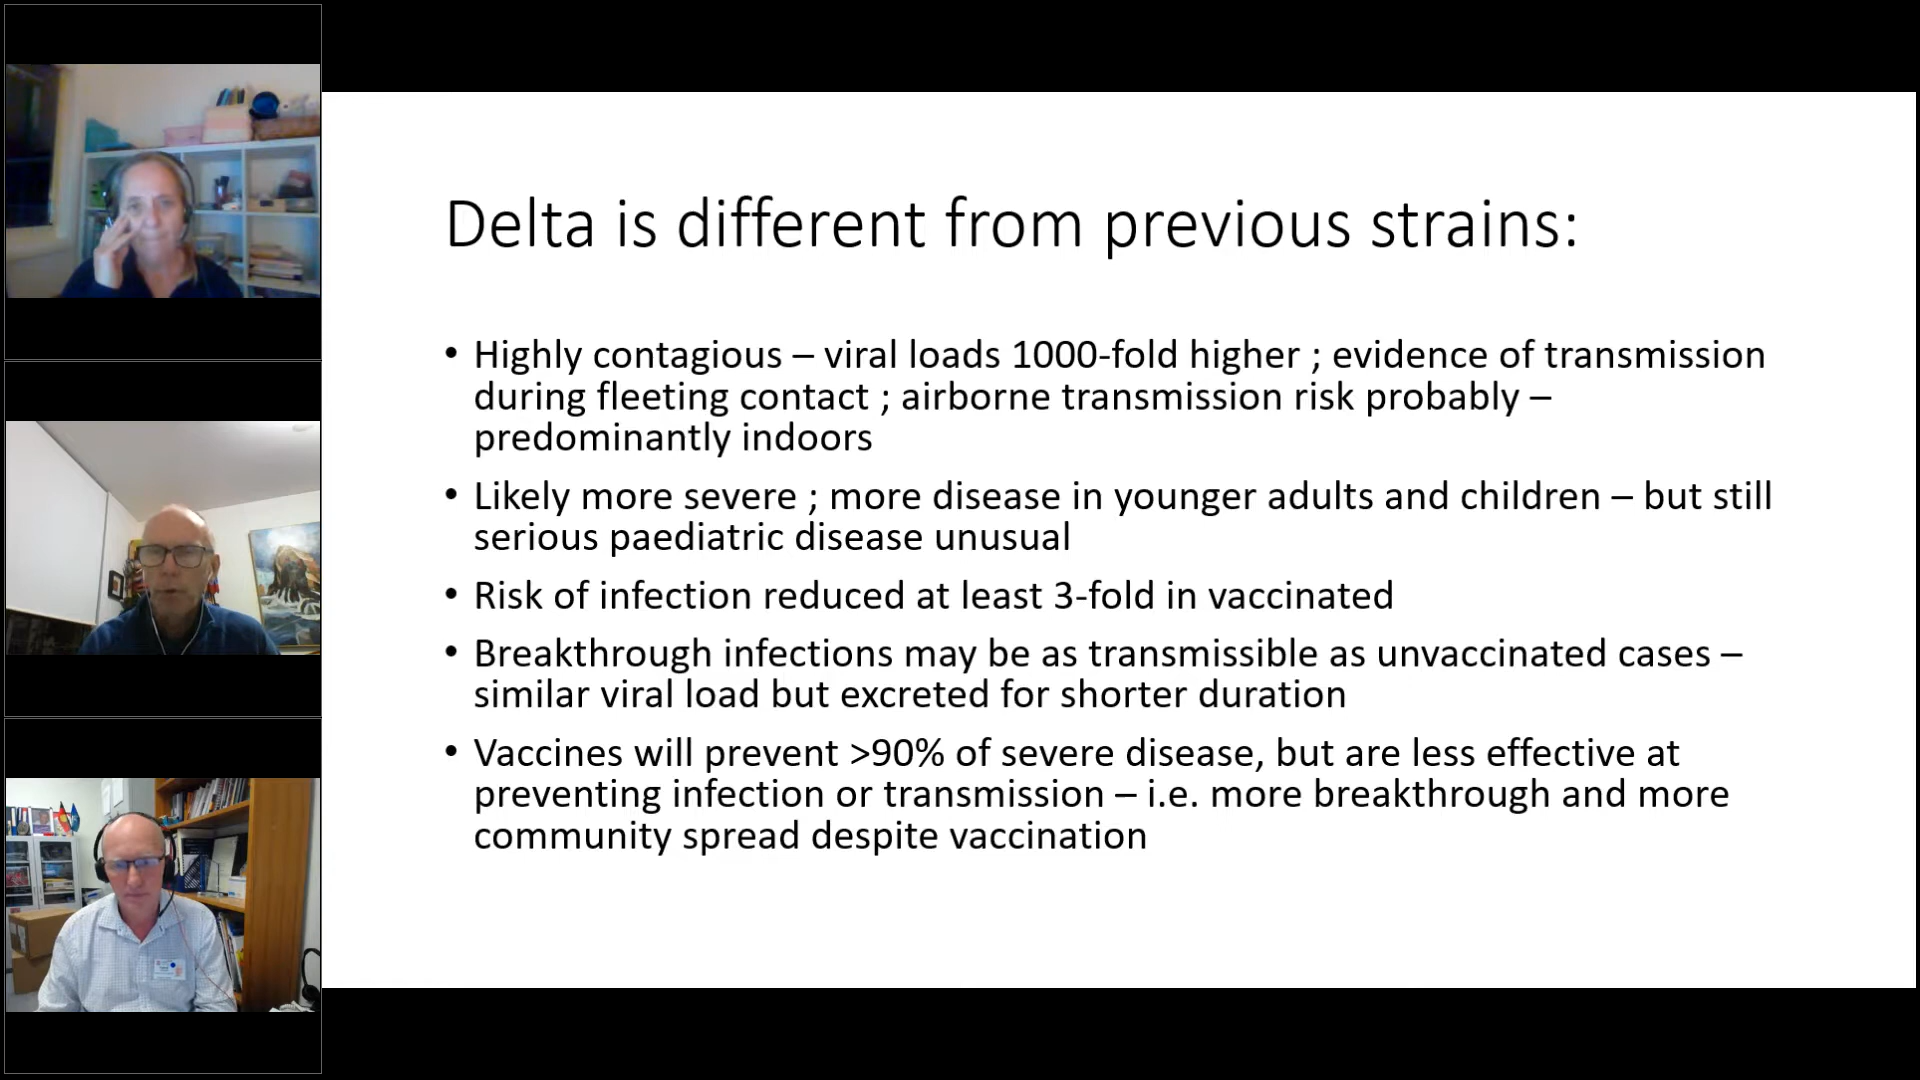 Delta is different from previous strains:
• Highly contagious – viral loads 1000-fold higher ; evidence of transmission
during fleeting contact ; airborne transmission risk probably –
predominantly indoors
• Likely more severe ; more disease in younger adults and children – but still
serious paediatric disease unusual
• Risk of infection reduced at least 3-fold in vaccinated
• Breakthrough infections may be as transmissible as unvaccinated cases –
similar viral load but excreted for shorter duration
• Vaccines will prevent >90% of severe disease, but are less effective at
preventing infection or transmission – i.e. more breakthrough and more
community spread despite vaccination